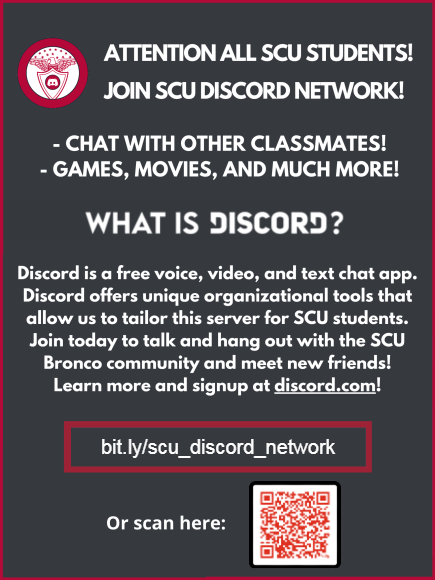 ATTENTION ALL SCU STUDENTS!
JOIN SCU DISCORD NETWORK!
- CHAT WITH OTHER CLASSMATES!
- GAMES, MOVIES, AND MUCH MORE!
WHAT IS DISCORD?
Discord is a free voice, video, and text chat app.
Discord offers unique organizational tools that
allow us to tailor this server for SCU students.
Join today to talk and hang out with the SCU
Bronco community and meet new friends!
Learn more and signup at discord.com!
bit.ly/scu_discord_network
Or scan here: